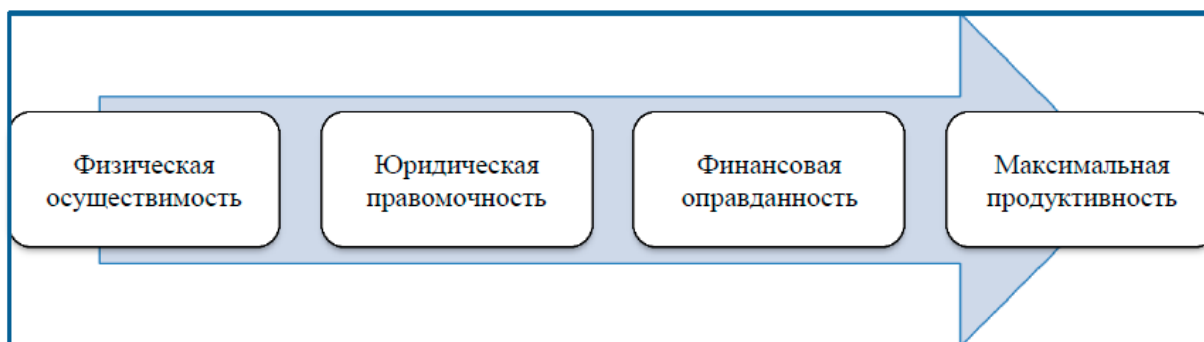 Физическая
осуществимость
Юридическая
правомочность
Финансовая
оправданность
Максимальная
продуктивность